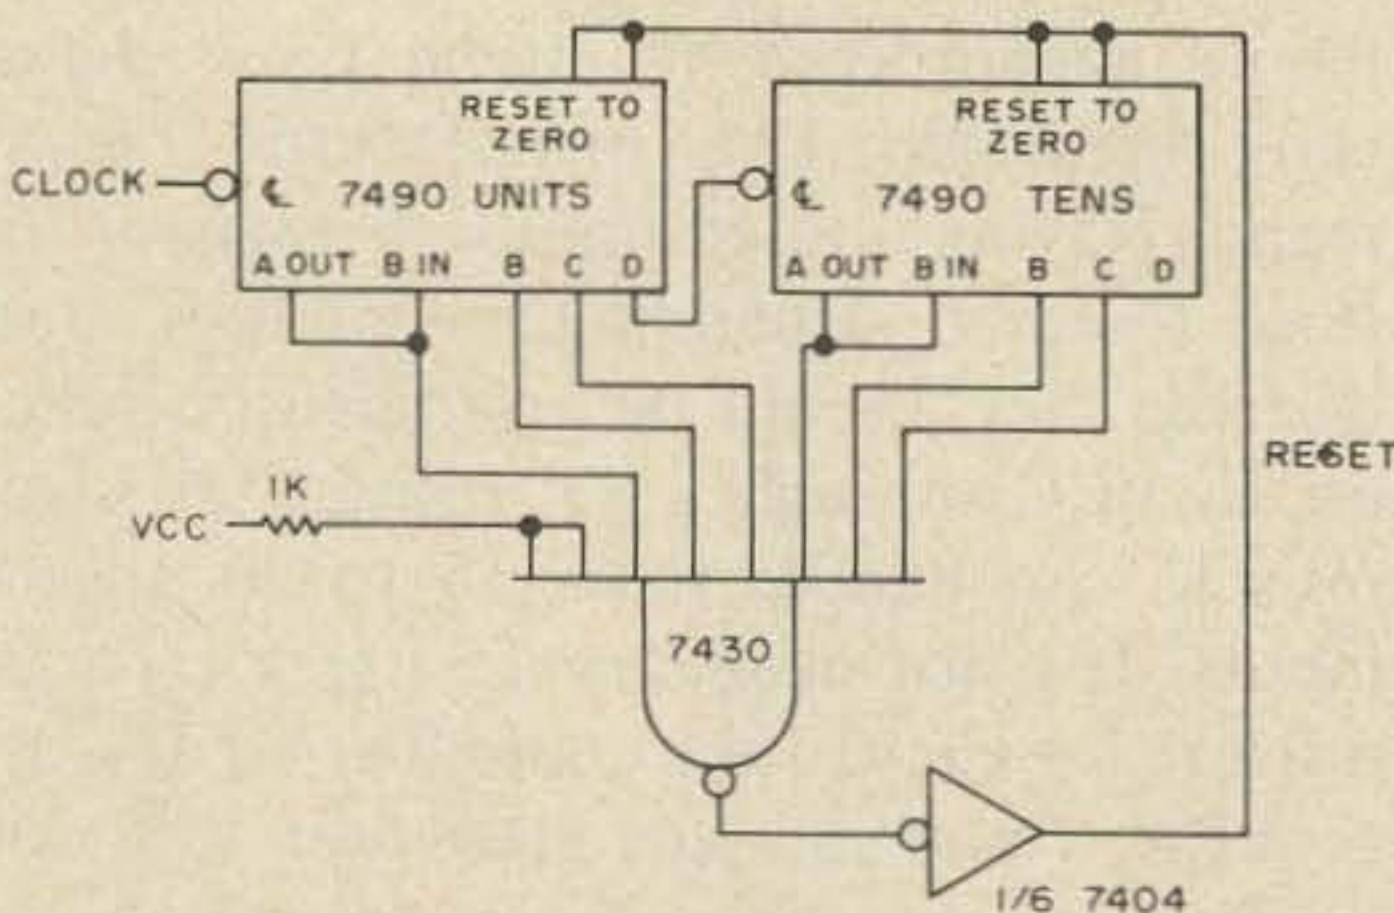 RESET TO
ZERO
RESET TO
ZERO
CLOCK
7490 UNITS
7490 TENS
A OUT B IN B C D
A OUT B IN B C D
RESET
1K
VCC
7430
1/6 7404